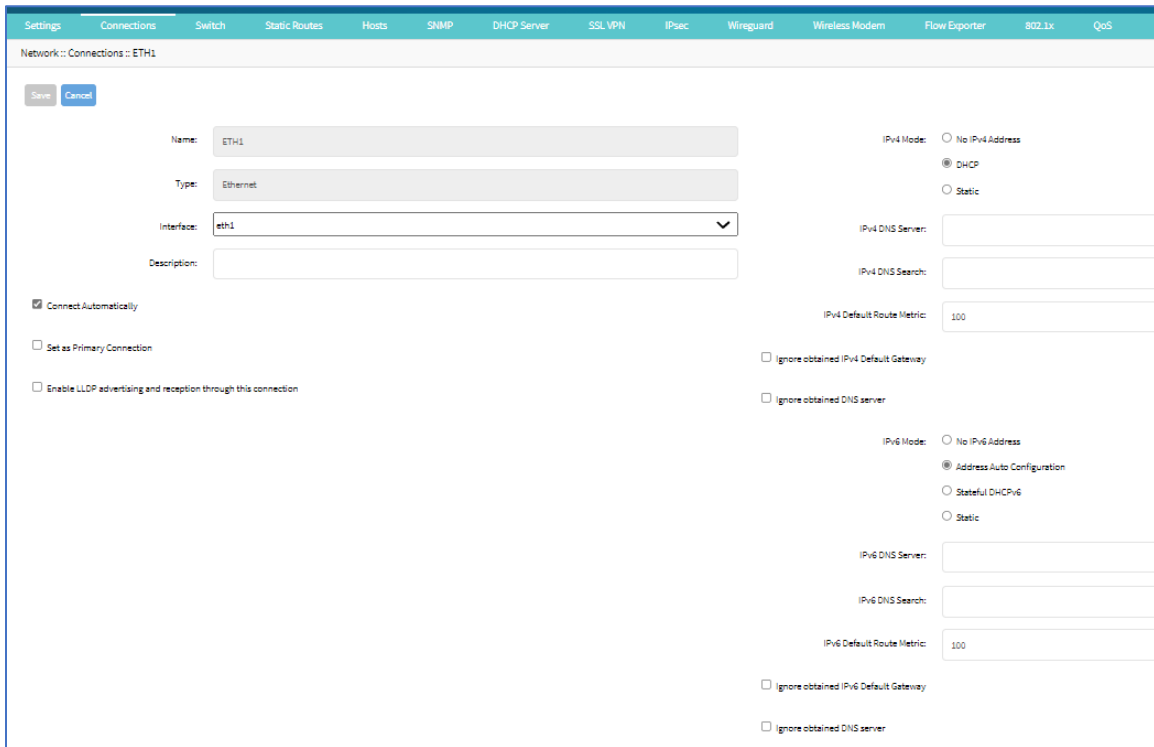 Settings Connections Switch Static Routes Hosts SNMP DHCP Server SSL VPN IPsec Wireguard Wireless Modem Flow Exporter 802.1x QoS
Network :: Connections :: ETH1
Save Cancel
Name: ETH1
Type: Ethernet
Interface: eth1
Description:
Connect Automatically
Set as Primary Connection
Enable LLDP advertising and reception through this connection
IPv4 Mode: No IPv4 Address
DHCP
Static
IPv4 DNS Server:
IPv4 DNS Search:
IPv4 Default Route Metric: 100
Ignore obtained IPv4 Default Gateway
Ignore obtained DNS server
IPv6 Mode: No IPv6 Address
Address Auto Configuration
Stateful DHCPv6
Static
IPv6 DNS Server:
IPv6 DNS Search:
IPv6 Default Route Metric: 100
Ignore obtained IPv6 Default Gateway
Ignore obtained DNS server